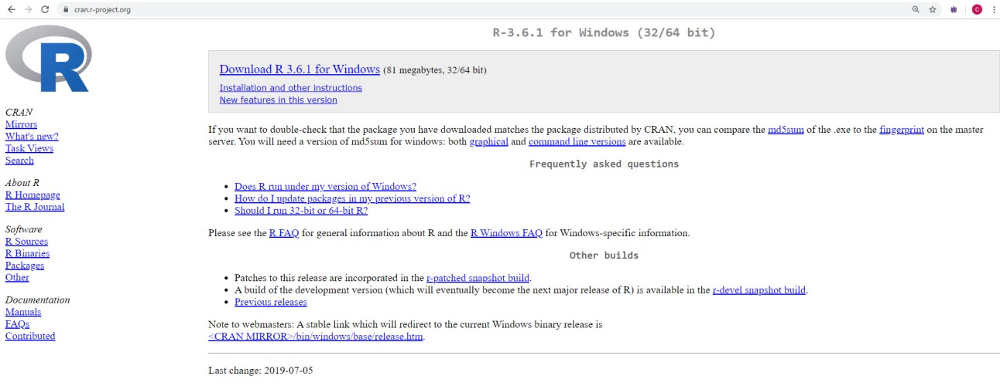 cran.r-project.org
C
R
R-3.6.1 for Windows (32/64 bit)
Download R 3.6.1 for Windows (81 megabytes, 32/64 bit)
Installation and other instructions
New features in this version
CRAN
Mirrors
What's new?
Task Views
Search
About R
R Homepage
The R Journal
Software
R Sources
R Binaries
Packages
Other
Documentation
Manuals
FAQs
Contributed
If you want to double-check that the package you have downloaded matches the package distributed by CRAN, you can compare the md5sum of the .exe to the fingerprint on the master
server. You will need a version of md5sum for windows: both graphical and command line versions are available.
Frequently asked questions
• Does R run under my version of Windows?
• How do I update packages in my previous version of R?
• Should I run 32-bit or 64-bit R?
Please see the R FAQ for general information about R and the R Windows FAQ for Windows-specific information.
Other builds
• Patches to this release are incorporated in the r-patched snapshot build.
• A build of the development version (which will eventually become the next major release of R) is available in the r-devel snapshot build.
• Previous releases
Note to webmasters: A stable link which will redirect to the current Windows binary release is
<CRAN MIRROR>/bin/windows/base/release.htm.
Last change: 2019-07-05